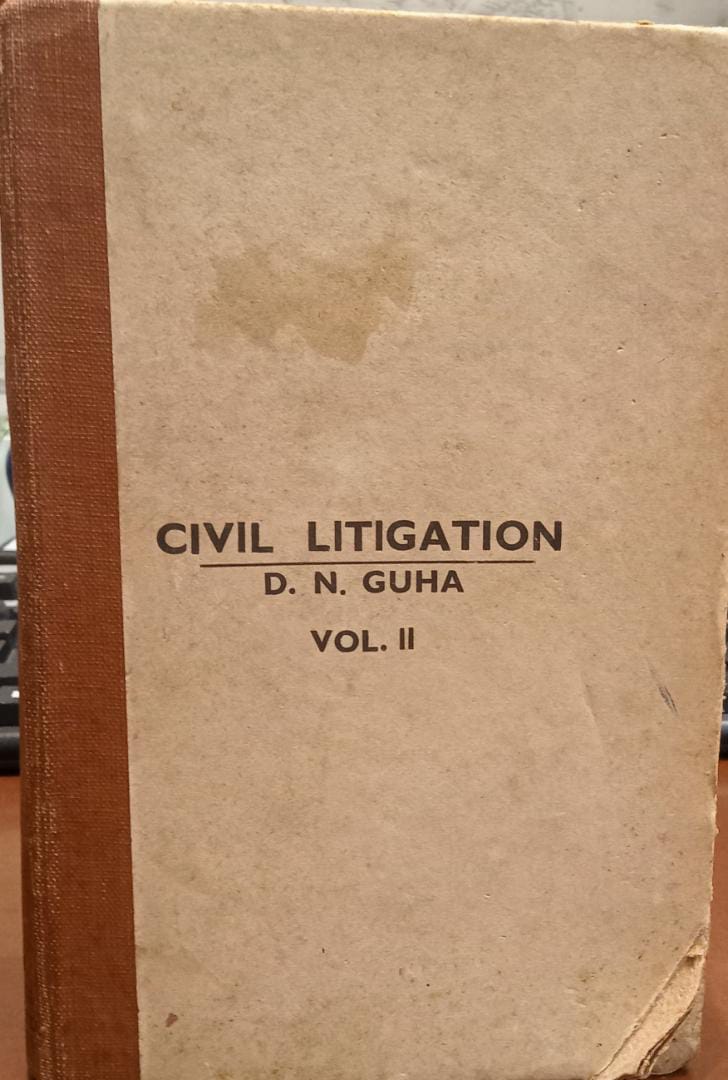 CIVIL LITIGATION
D. N. GUHA
VOL. II